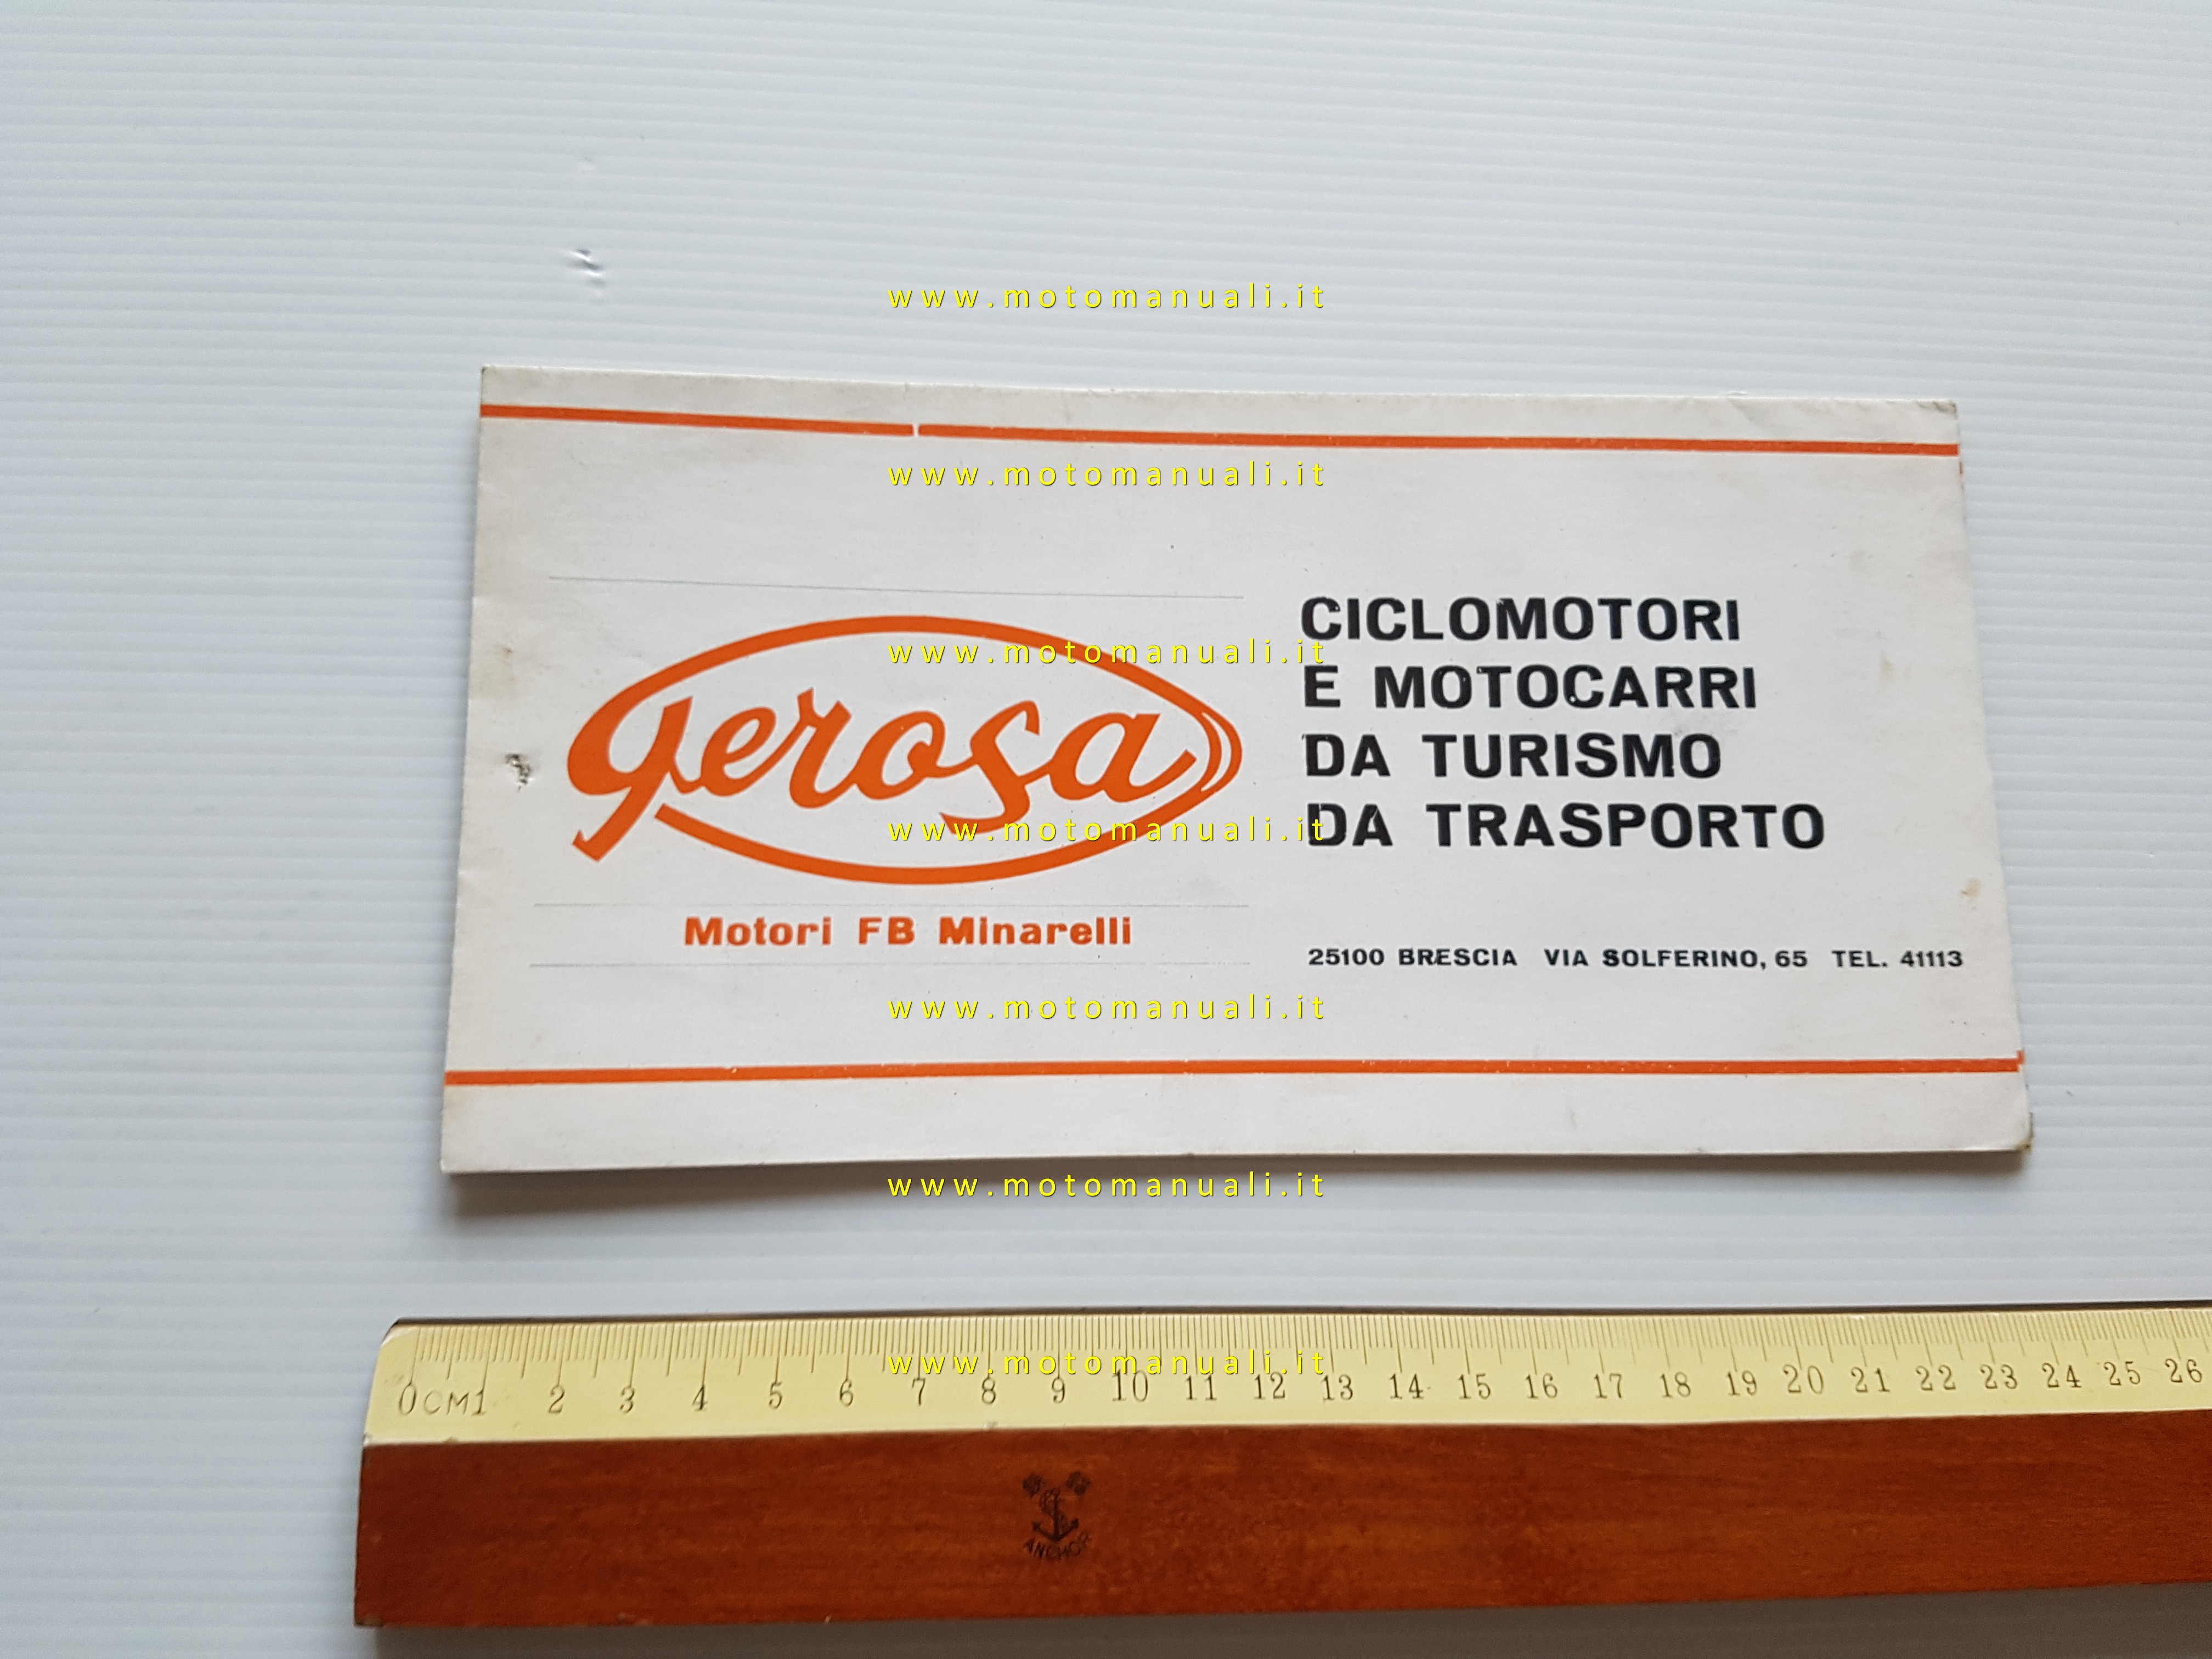 www.motomanuali.it
www.motomanuali.it
www.motomanuali.it
gerosa
CICLOMOTORI
E MOTOCARRI
DA TURISMO
DA TRASPORTO
www.motomanuali.it
Motori FB Minarelli
25100 BRESCIA VIA SOLFERINO, 65 TEL. 41113
www.motomanuali.it
www.motomanuali.it
www.motomanuali.it
0CM1 2 3 4 5 6 7 8 9 10 11 12 13 14 15 16 17 18 19 20 21 22 23 24 25 26
ANCHOR